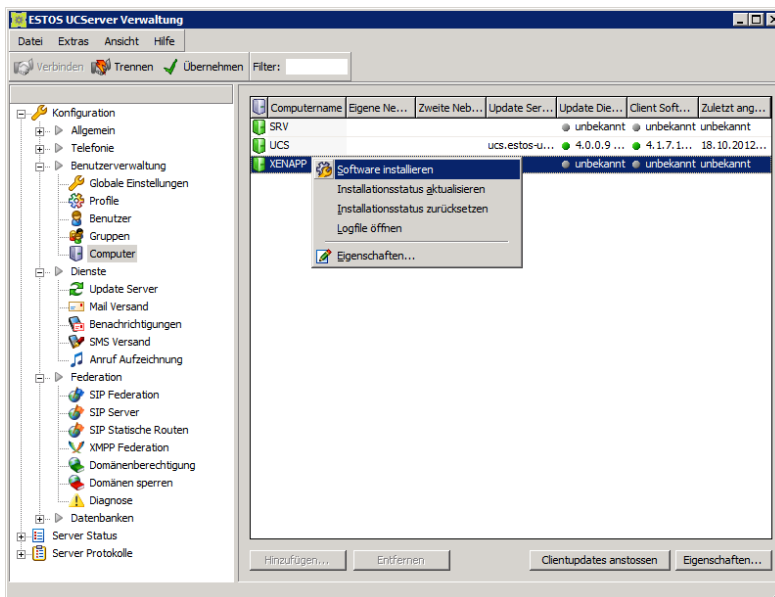 ESTOS UCServer Verwaltung
Datei Extras Ansicht Hilfe
Verbinden Trennen Übernehmen Filter:
Konfiguration
Allgemein
Telefonie
Benutzerverwaltung
Globale Einstellungen
Profile
Benutzer
Gruppen
Computer
Dienste
Update Server
Mail Versand
Benachrichtigungen
SMS Versand
Anruf Aufzeichnung
Federation
SIP Federation
SIP Server
SIP Statische Routen
XMPP Federation
Domänenberechtigung
Domänen sperren
Diagnose
Datenbanken
Server Status
Server Protokolle
Computername Eigene Ne... Zweite Neb... Update Ser... Update Die... Client Soft... Zuletzt ang...
SRV unbekannt unbekannt unbekannt
UCS ucs.estos-u... 4.0.0.9 ... 4.1.7.1... 18.10.2012...
XENAPP unbekannt unbekannt unbekannt
Software installieren
Installationsstatus aktualisieren
Installationsstatus zurücksetzen
Logfile öffnen
Eigenschaften...
Hinzufügen... Entfernen Clientupdates anstossen Eigenschaften...